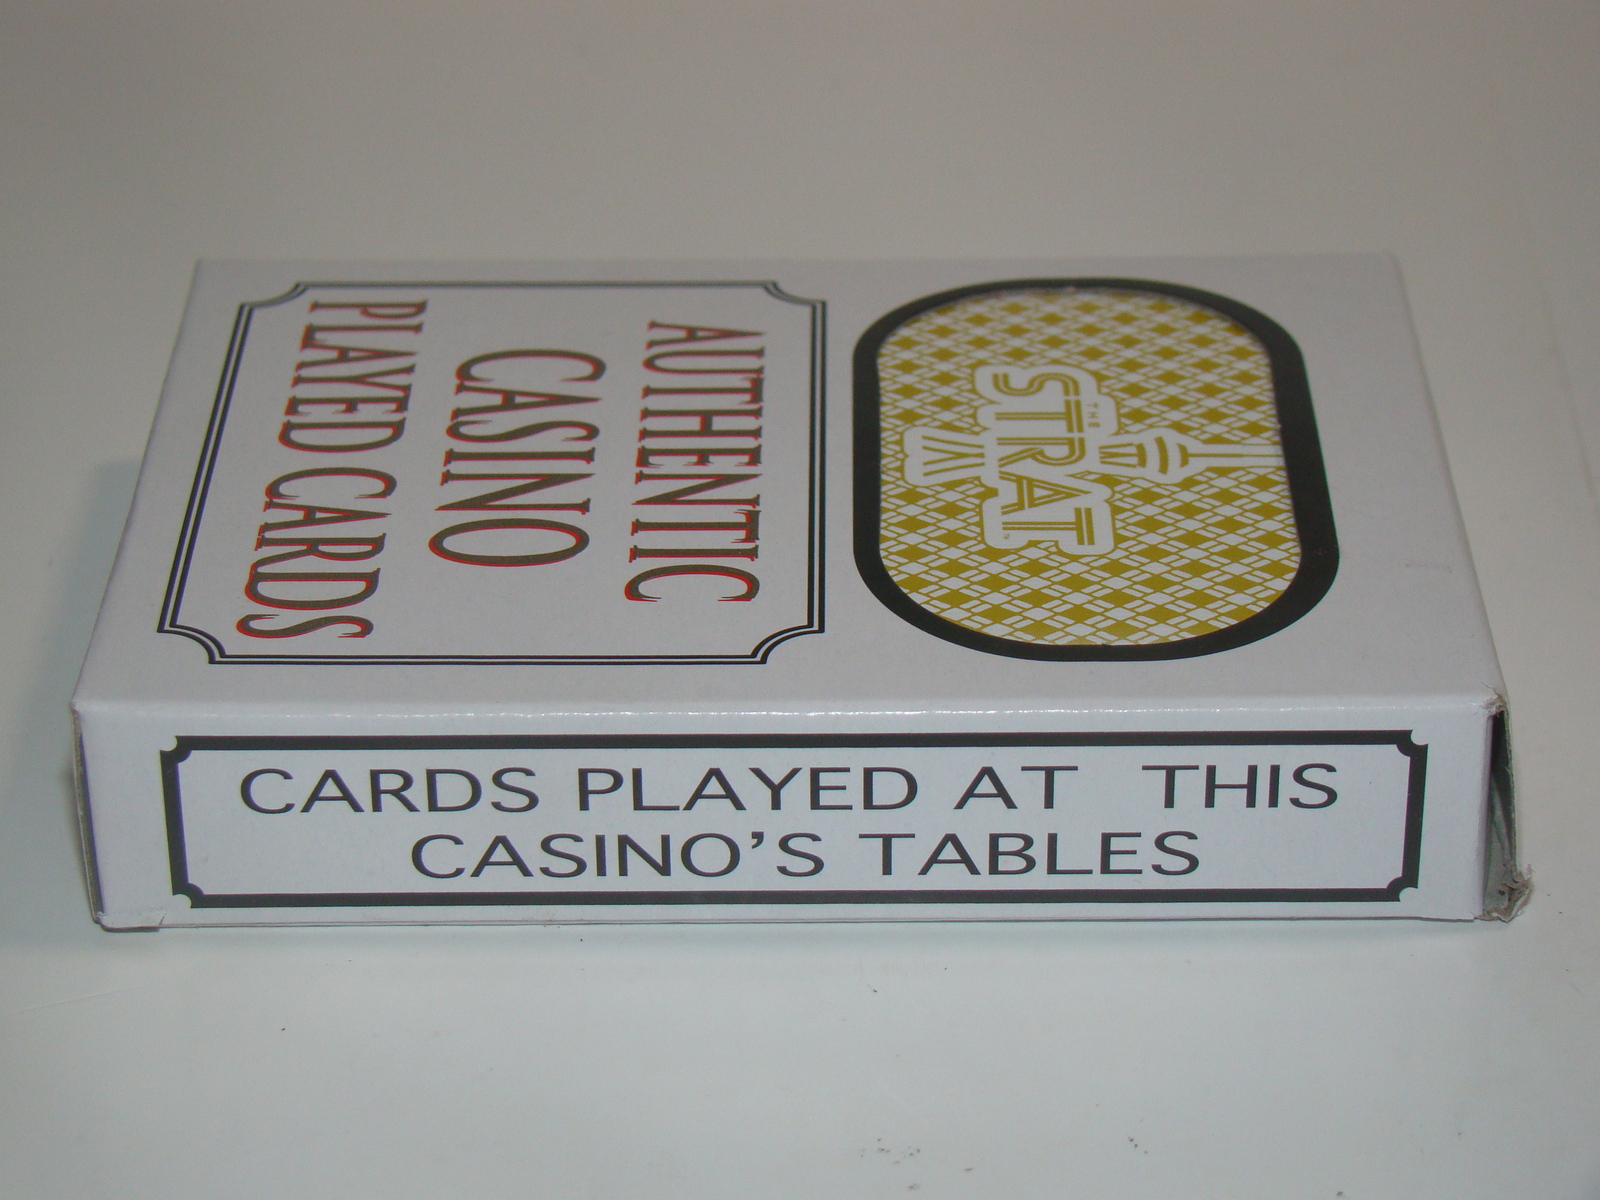 AUTHENTIC
CASINO
PLAYED CARDS
THE
STRAT
CARDS PLAYED AT THIS
CASINO'S TABLES